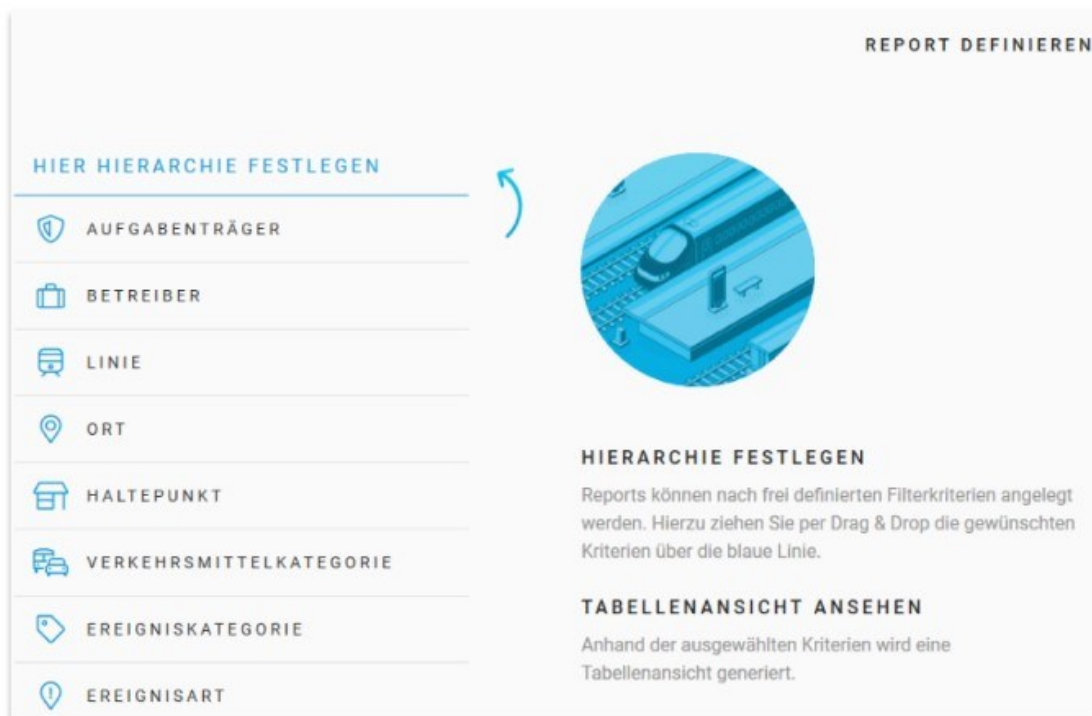 REPORT DEFINIEREN
HIER HIERARCHIE FESTLEGEN
AUFGABENTRÄGER
BETREIBER
LINIE
ORT
HALTEPUNKT
VERKEHRSMITTELKATEGORIE
EREIGNISKATEGORIE
EREIGNISART
HIERARCHIE FESTLEGEN
Reports können nach frei definierten Filterkriterien angelegt
werden. Hierzu ziehen Sie per Drag & Drop die gewünschten
Kriterien über die blaue Linie.
TABELLENANSICHT ANSEHEN
Anhand der ausgewählten Kriterien wird eine
Tabellenansicht generiert.